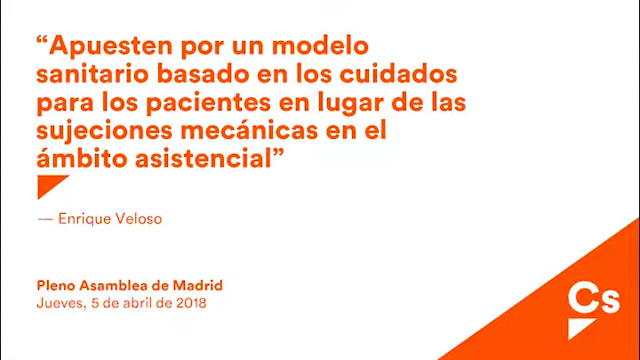 “Apuesten por un modelo
sanitario basado en los cuidados
para los pacientes en lugar de las
sujeciones mecánicas en el
ámbito asistencial”
— Enrique Veloso
Pleno Asamblea de Madrid
Jueves, 5 de abril de 2018
Cs